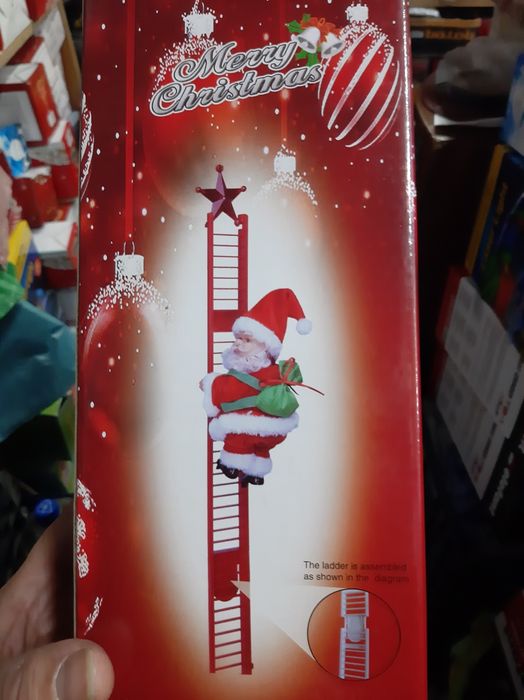 Merry
Christmas
The ladder is assembled
as shown in the diagram